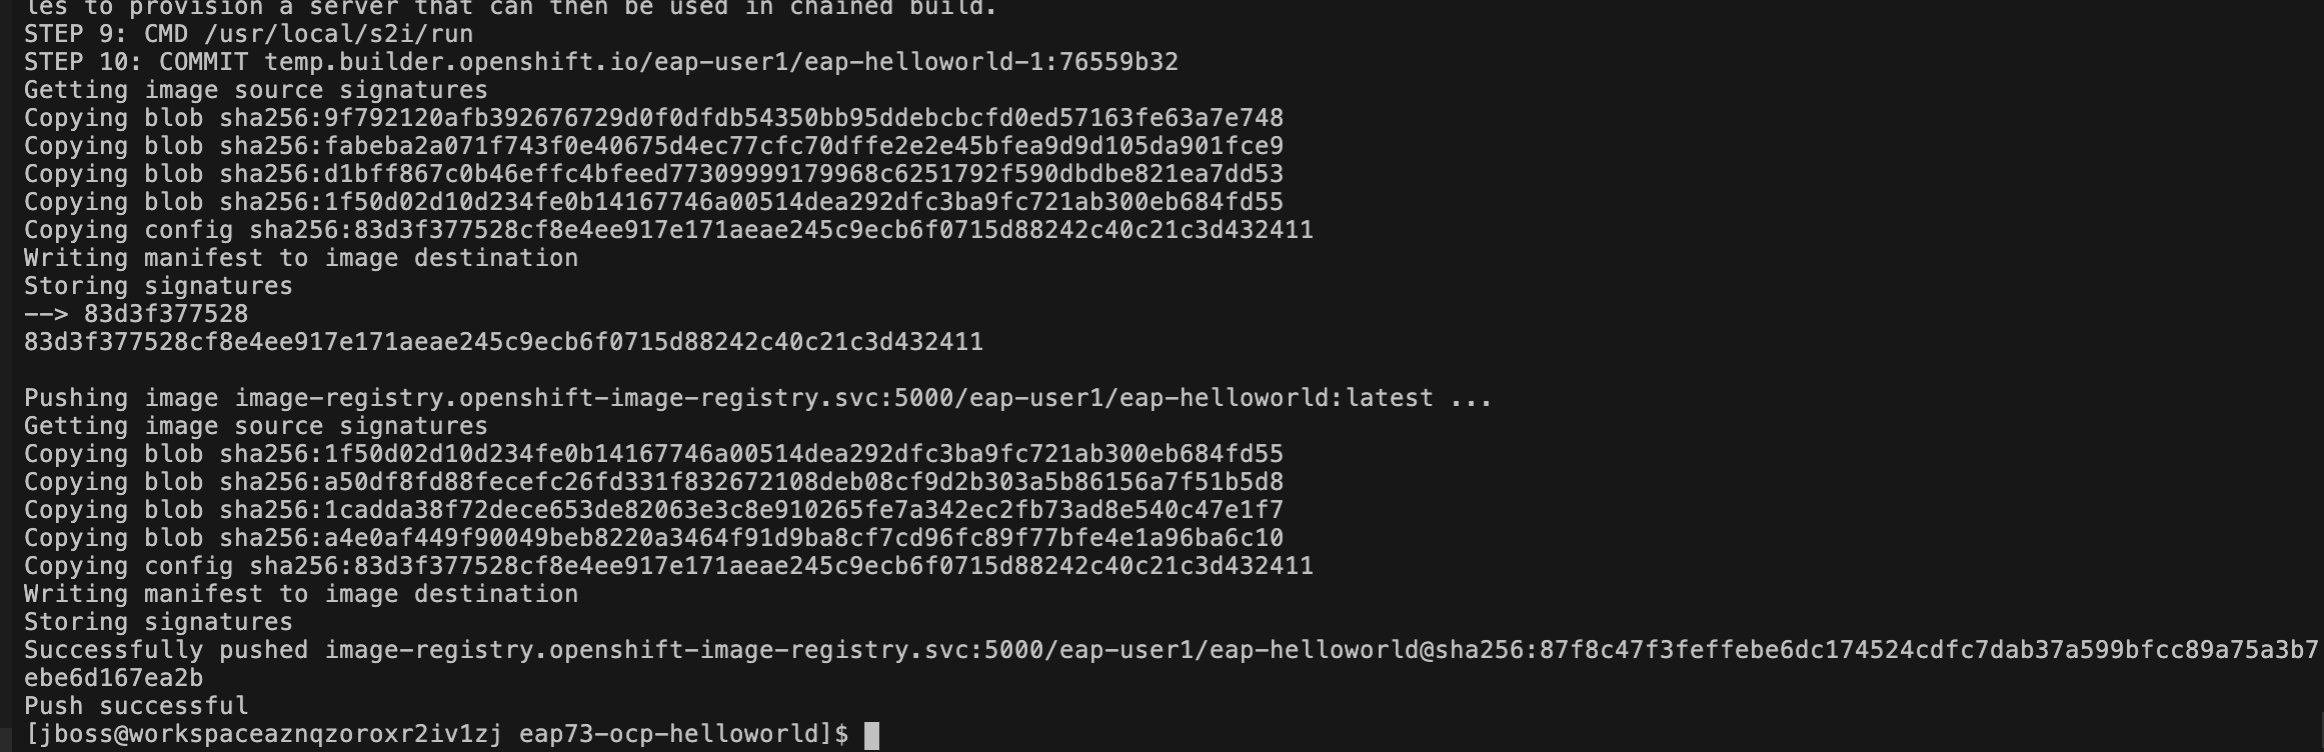 les to provision a server that can then be used in chained build.
STEP 9: CMD /usr/local/s2i/run
STEP 10: COMMIT temp.builder.openshift.io/eap-user1/eap-helloworld-1:76559b32
Getting image source signatures
Copying blob sha256:9f792120afb392676729d0f0dfdb54350bb95ddebcbcfd0ed57163fe63a7e748
Copying blob sha256:fabeba2a071f743f0e40675d4ec77cfc70dffe2e2e45bfea9d9d105da901fce9
Copying blob sha256:d1bff867c0b46effc4bfeed77309999179968c6251792f590dbdbe821ea7dd53
Copying blob sha256:1f50d02d10d234fe0b14167746a00514dea292dfc3ba9fc721ab300eb684fd55
Copying config sha256:83d3f377528cf8e4ee917e171aeae245c9ecb6f0715d88242c40c21c3d432411
Writing manifest to image destination
Storing signatures
--> 83d3f377528
83d3f377528cf8e4ee917e171aeae245c9ecb6f0715d88242c40c21c3d432411
Pushing image image-registry.openshift-image-registry.svc:5000/eap-user1/eap-helloworld:latest ...
Getting image source signatures
Copying blob sha256:1f50d02d10d234fe0b14167746a00514dea292dfc3ba9fc721ab300eb684fd55
Copying blob sha256:a50df8fd88fecefc26fd331f832672108deb08cf9d2b303a5b86156a7f51b5d8
Copying blob sha256:1cadda38f72dece653de82063e3c8e910265fe7a342ec2fb73ad8e540c47e1f7
Copying blob sha256:a4e0af449f90049beb8220a3464f91d9ba8cf7cd96fc89f77bfe4e1a96ba6c10
Copying config sha256:83d3f377528cf8e4ee917e171aeae245c9ecb6f0715d88242c40c21c3d432411
Writing manifest to image destination
Storing signatures
Successfully pushed image-registry.openshift-image-registry.svc:5000/eap-user1/eap-helloworld@sha256:87f8c47f3feffebe6dc174524cdfc7dab37a599bfcc89a75a3b7
ebe6d167ea2b
Push successful
[jboss@workspaceaznqzoroxr2iv1zj eap73-ocp-helloworld]$